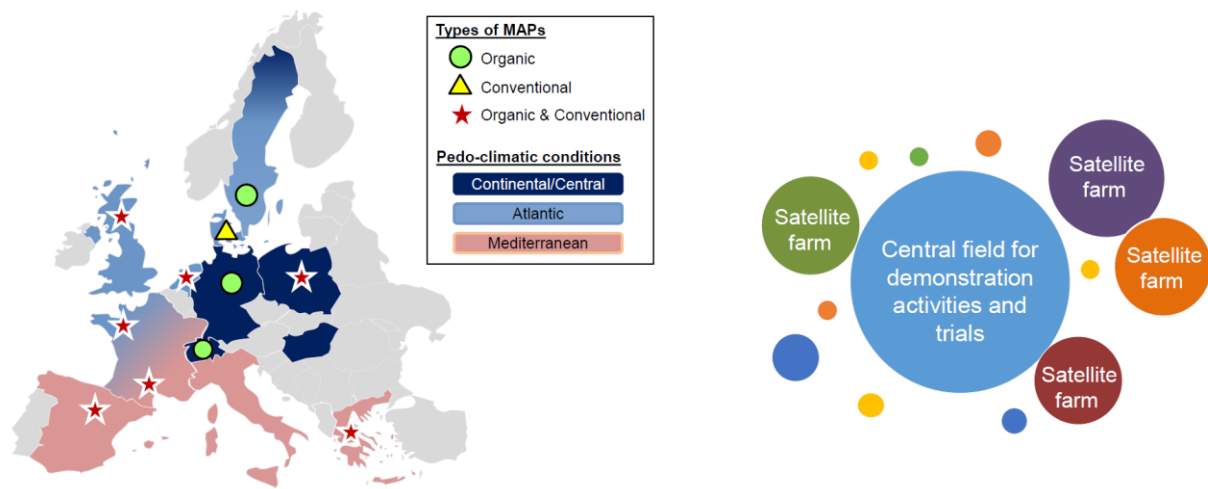 Types of MAPs
Organic
Conventional
Organic & Conventional
Pedo-climatic conditions
Continental/Central
Atlantic
Mediterranean
Satellite
farm
Satellite
farm
Central field for
demonstration
activities and
trials
Satellite
farm
Satellite
farm